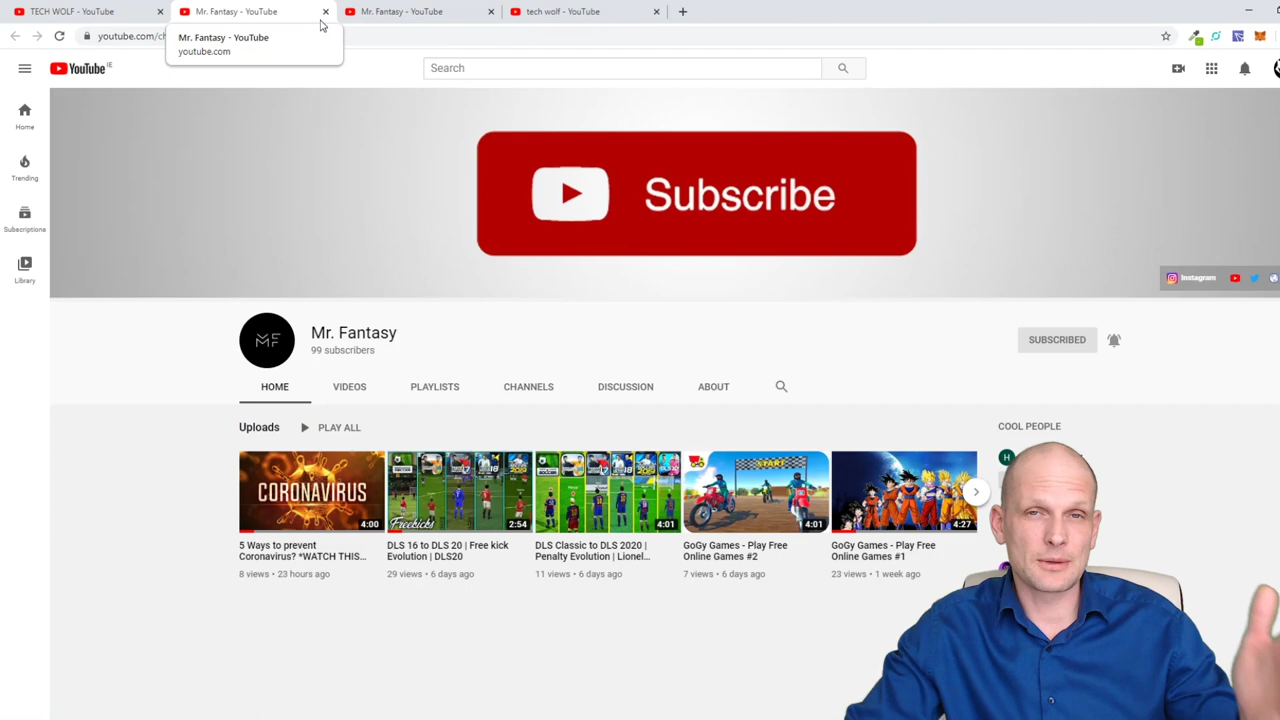 TECH WOLF - YouTube
Mr. Fantasy - YouTube
Mr. Fantasy - YouTube
tech wolf - YouTube
youtube.com/ch
Mr. Fantasy - YouTube
youtube.com
YouTube IE
Search
Home
Trending
Subscriptions
Library
Subscribe
Instagram
MF
Mr. Fantasy
99 subscribers
SUBSCRIBED
HOME VIDEOS PLAYLISTS CHANNELS DISCUSSION ABOUT
Uploads PLAY ALL
COOL PEOPLE
CORONAVIRUS
4:00
Freekicks
2:54
4:01
START
4:01
4:27
H
5 Ways to prevent
Coronavirus? *WATCH THIS...
8 views • 23 hours ago
DLS 16 to DLS 20 | Free kick
Evolution | DLS20
29 views • 6 days ago
DLS Classic to DLS 2020 |
Penalty Evolution | Lionel...
11 views • 6 days ago
GoGy Games - Play Free
Online Games #2
7 views • 6 days ago
GoGy Games - Play Free
Online Games #1
23 views • 1 week ago